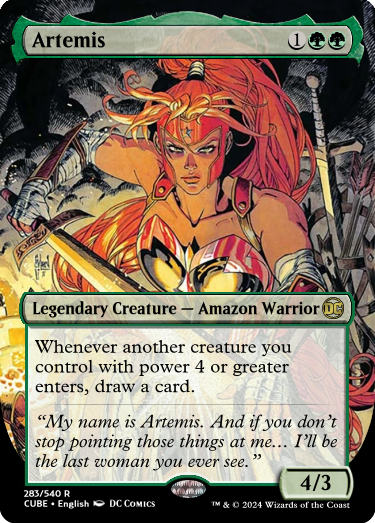 Artemis 1
Legendary Creature — Amazon Warrior DC
Whenever another creature you
control with power 4 or greater
enters, draw a card.
“My name is Artemis. And if you don’t
stop pointing those things at me… I’ll be
the last woman you ever see.”
4/3
283/540 R
CUBE • English DC Comics
™ & © 2024 Wizards of the Coast